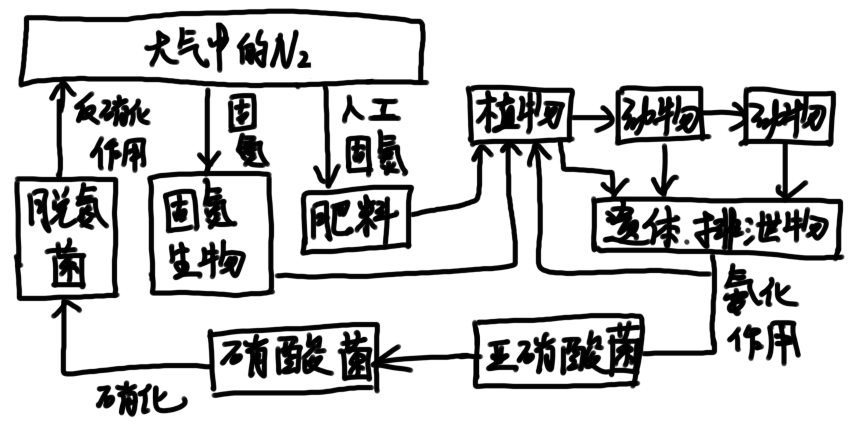 大气中的N₂
反硝化
作用
固
氮
人工
固氮
植物
动物
动物
脱氮
菌
固氮
生物
肥料
遗体.排泄物
氨化
作用
硝酸菌
亚硝酸菌
硝化